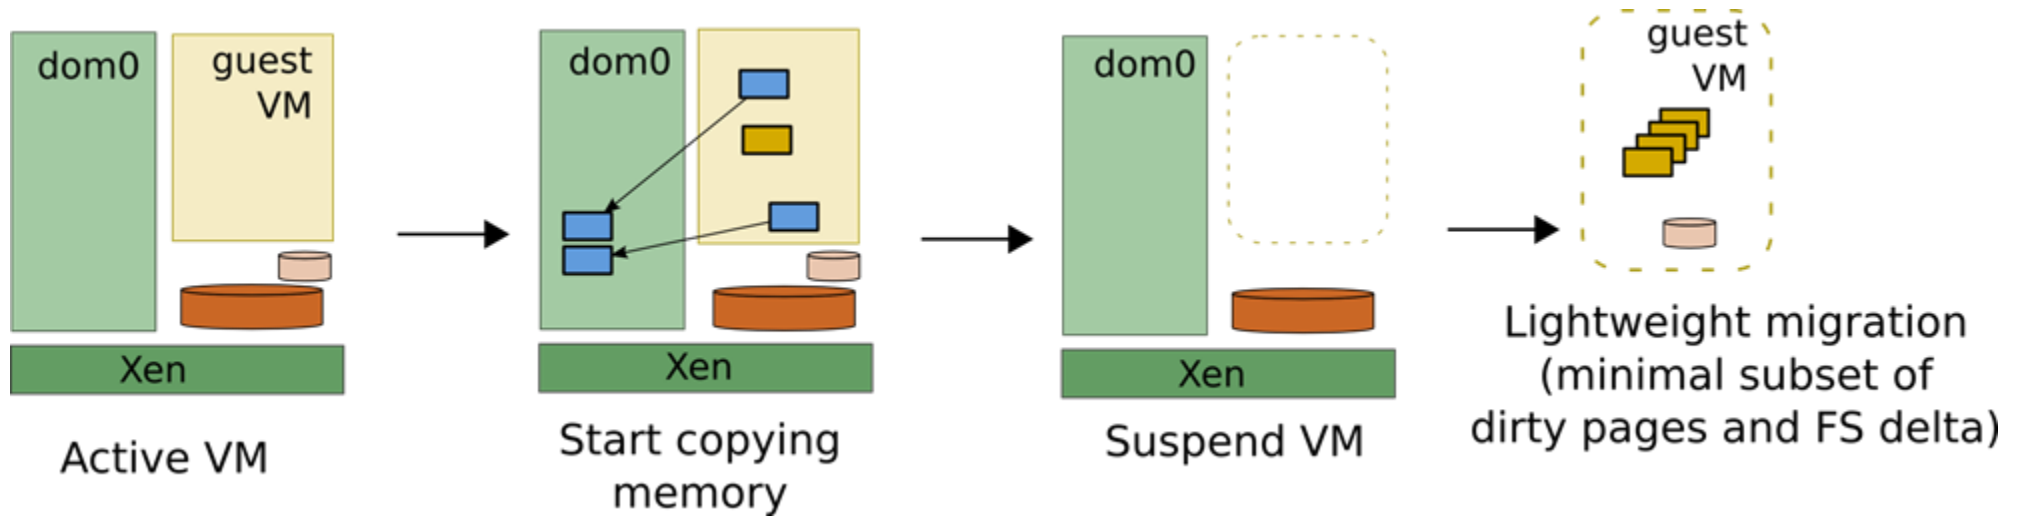 dom0
guest
VM
Xen
Active VM
dom0
Xen
Start copying
memory
dom0
Xen
Suspend VM
guest
VM
Lightweight migration
(minimal subset of
dirty pages and FS delta)